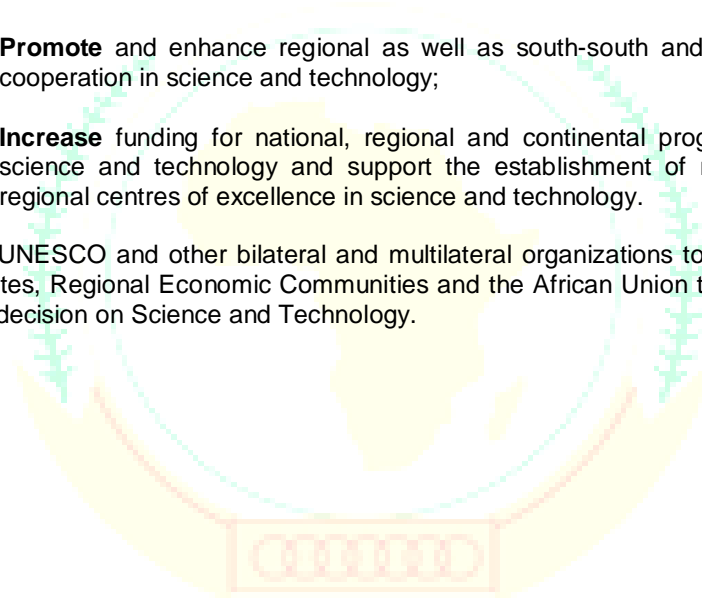 Promote and enhance regional as well as south-south and
cooperation in science and technology;
Increase funding for national, regional and continental prog
science and technology and support the establishment of
regional centres of excellence in science and technology.
UNESCO and other bilateral and multilateral organizations to
tes, Regional Economic Communities and the African Union t
decision on Science and Technology.